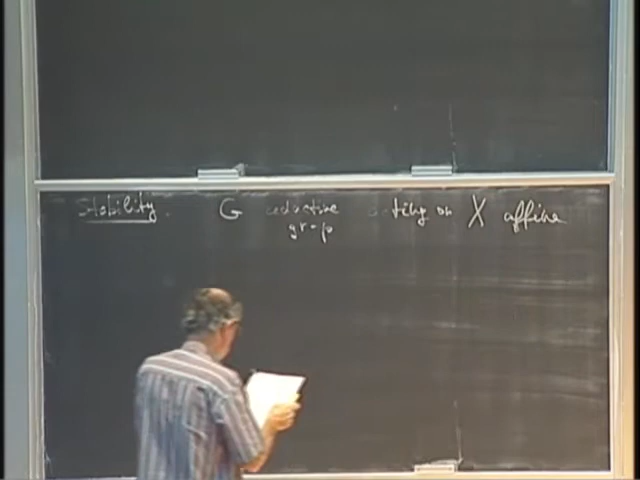 Stability. G reductive acting on X affine
group